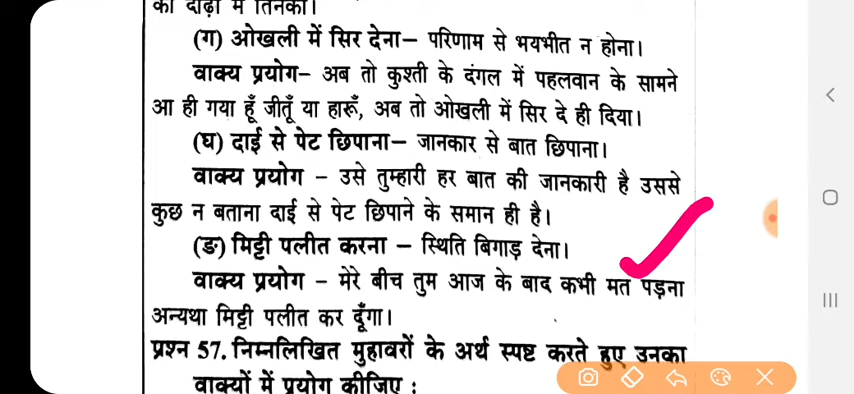 की दाढ़ी में तिनका।
(ग) ओखली में सिर देना– परिणाम से भयभीत न होना।
वाक्य प्रयोग– अब तो कुश्ती के दंगल में पहलवान के सामने
आ ही गया हूँ जीतूँ या हारूँ, अब तो ओखली में सिर दे ही दिया।
(घ) दाई से पेट छिपाना– जानकार से बात छिपाना।
वाक्य प्रयोग – उसे तुम्हारी हर बात की जानकारी है उससे
कुछ न बताना दाई से पेट छिपाने के समान ही है।
(ङ) मिट्टी पलीत करना – स्थिति बिगाड़ देना।
वाक्य प्रयोग – मेरे बीच तुम आज के बाद कभी मत पड़ना
अन्यथा मिट्टी पलीत कर दूँगा।
प्रश्न 57. निम्नलिखित मुहावरों के अर्थ स्पष्ट करते हुए उनका
वाक्यों में प्रयोग कीजिए :